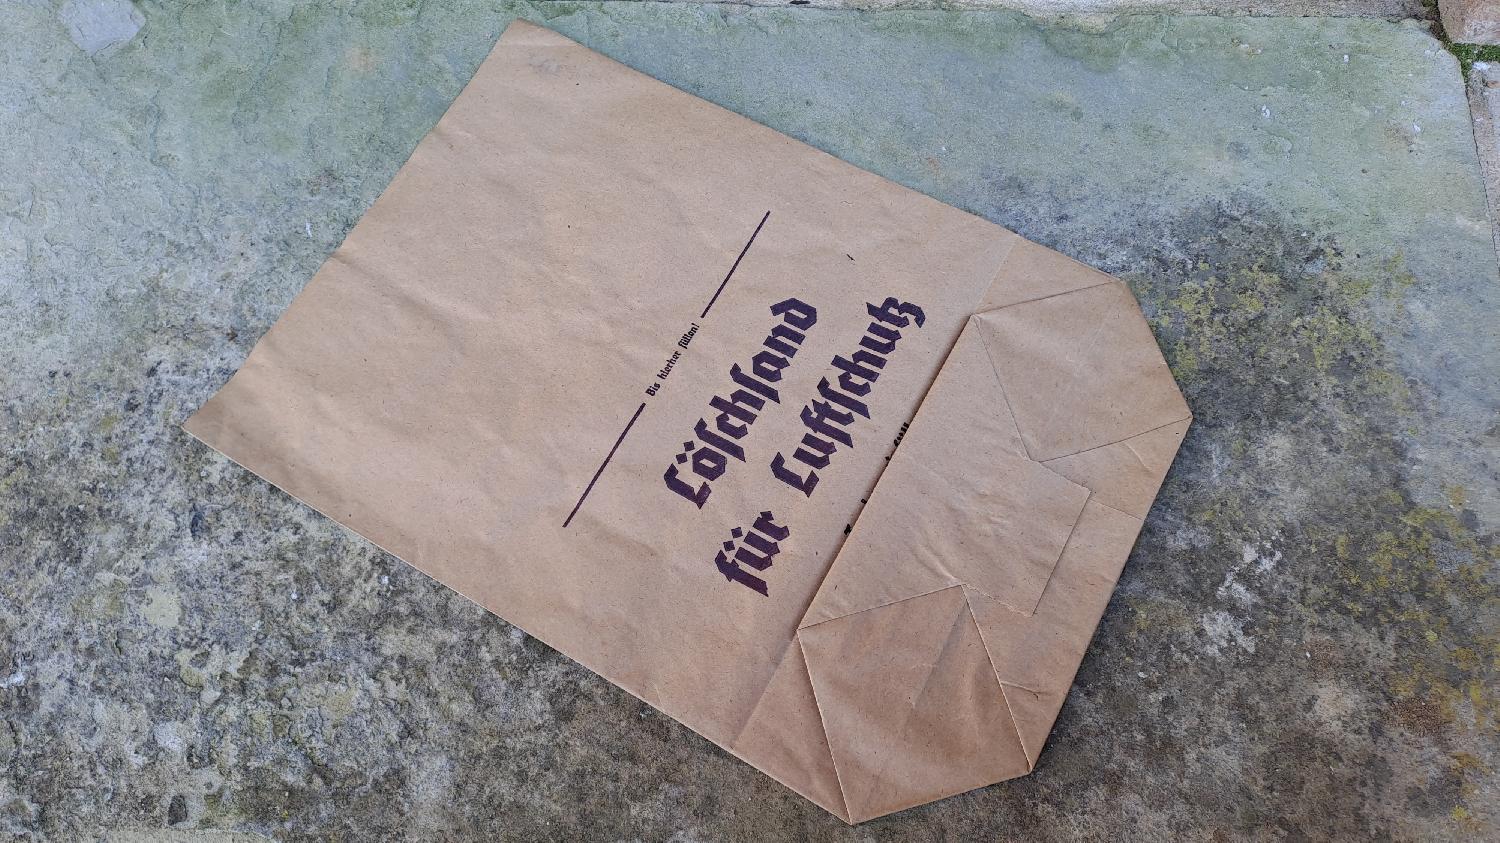 Bis hierher füllen!
Löschsand
für Luftschutz